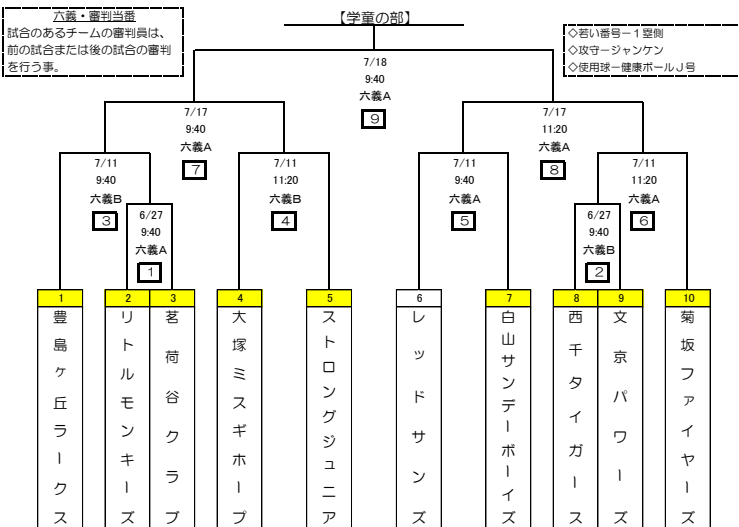 六義・審判当番
試合のあるチームの審判員は、
前の試合または後の試合の審判
を行う事。
【学童の部】
◇若い番号－１塁側
◇攻守－ジャンケン
◇使用球－健康ボールＪ号
7/18
9:40
六義A
9
7/17
9:40
六義A
7
7/17
11:20
六義A
8
7/11
9:40
六義B
3
7/11
11:20
六義B
4
7/11
9:40
六義A
5
7/11
11:20
六義A
6
6/27
9:40
六義A
1
6/27
9:40
六義B
2
1
豊島ヶ丘ラークス
2
リトルモンキーズ
3
茗荷谷クラブ
4
大塚ミスギホープ
5
ストロングジュニア
6
レッドサンズ
7
白山サンデーボーイズ
8
西千タイガース
9
文京パワーズ
10
菊坂ファイヤーズ